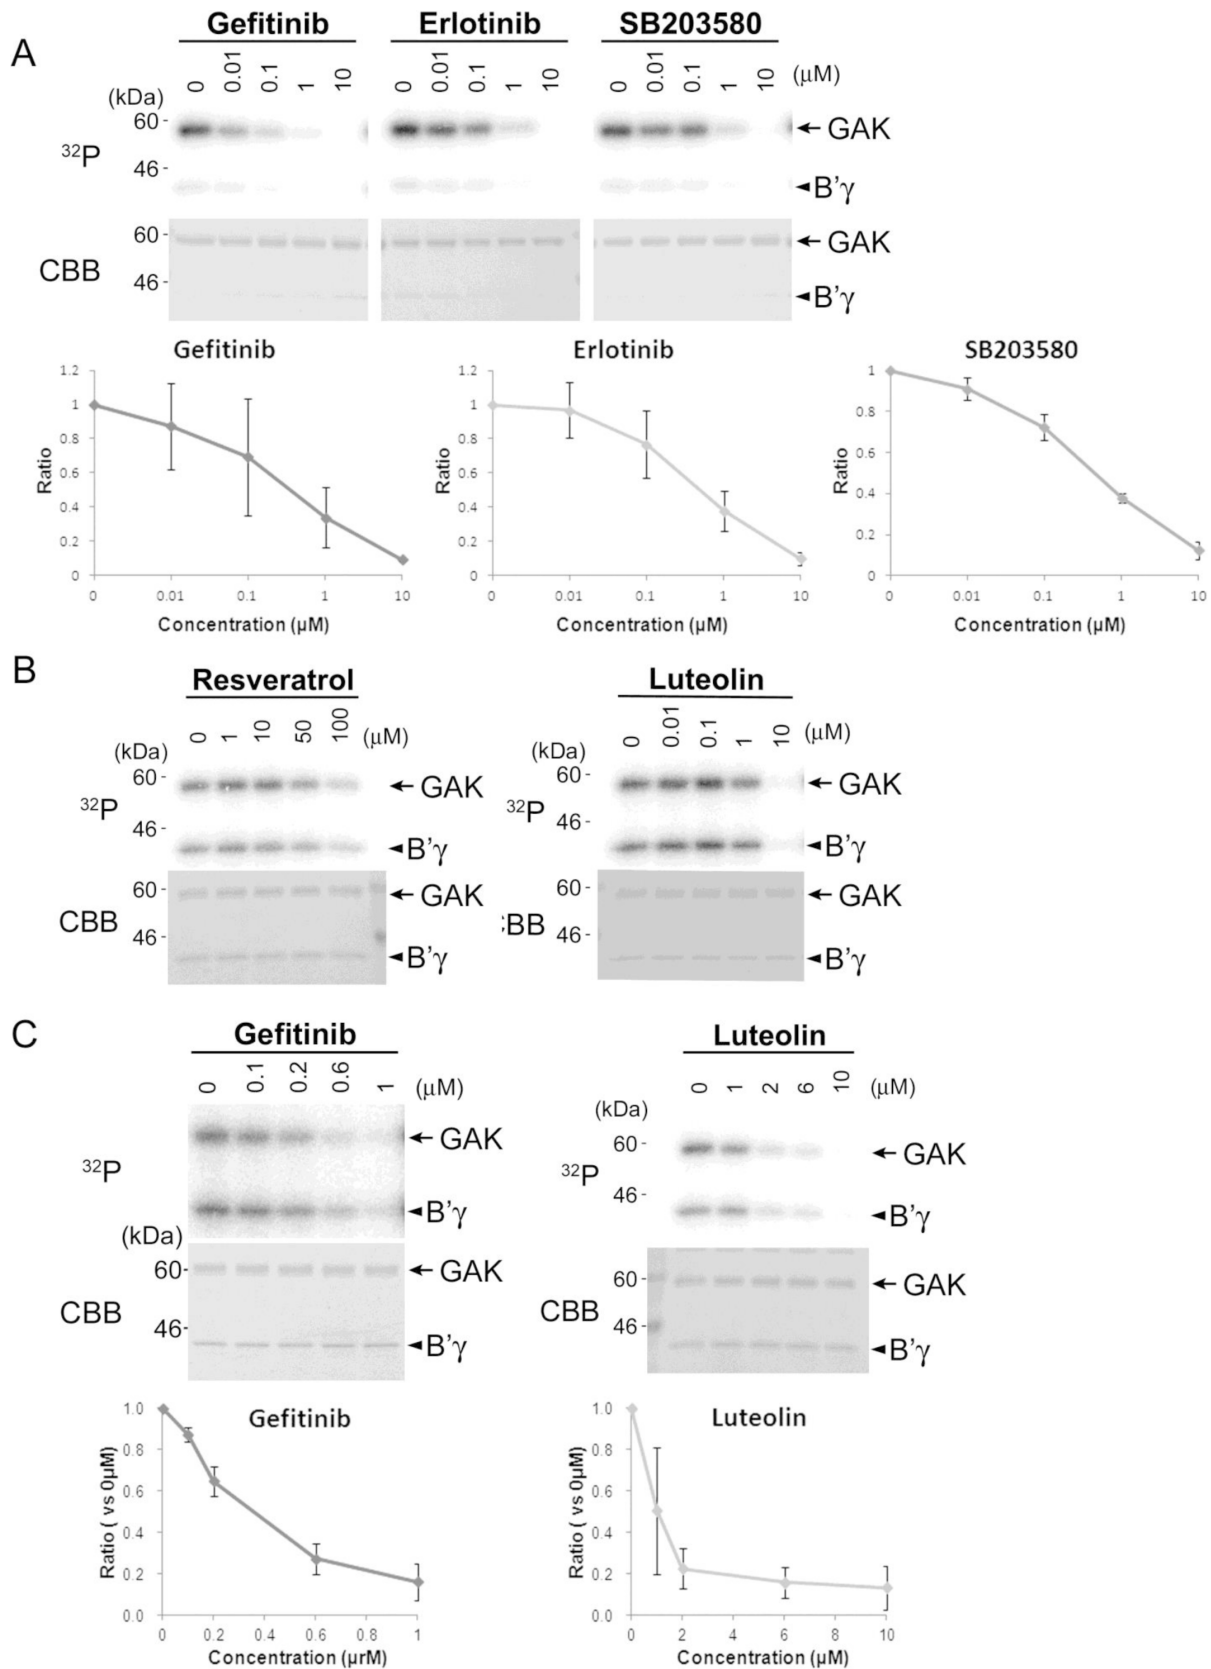 A
Gefitinib Erlotinib SB203580
0 0.01 0.1 1 10 0 0.01 0.1 1 10 0 0.01 0.1 1 10 (μM)
(kDa)
60 GAK
³²P
46 B'γ
60 GAK
CBB
46 B'γ
Gefitinib Erlotinib SB203580
Ratio
1.2
1
0.8
0.6
0.4
0.2
0
0 0.01 0.1 1 10
Concentration (μM)
Ratio
1.2
1
0.8
0.6
0.4
0.2
0
0 0.01 0.1 1 10
Concentration (μM)
Ratio
1
0.8
0.6
0.4
0.2
0
0 0.01 0.1 1 10
Concentration (μM)
B
Resveratrol
0 1 10 50 100 (μM)
(kDa)
60 GAK
³²P
46 B'γ
60 GAK
CBB
46 B'γ
Luteolin
0 0.01 0.1 1 10 (μM)
(kDa)
60 GAK
³²P
46 B'γ
60 GAK
BB
46 B'γ
C
Gefitinib
0 0.1 0.2 0.6 1 (μM)
GAK
³²P
B'γ
(kDa)
60 GAK
CBB
46 B'γ
Luteolin
0 1 2 6 10 (μM)
(kDa)
60 GAK
³²P
46 B'γ
60 GAK
CBB
46 B'γ
Gefitinib
Ratio ( vs 0μM)
1.0
0.8
0.6
0.4
0.2
0.0
0 0.2 0.4 0.6 0.8 1
Concentration (μrM)
Luteolin
Ratio ( vs 0μM)
1.0
0.8
0.6
0.4
0.2
0.0
0 2 4 6 8 10
Concentration (μM)